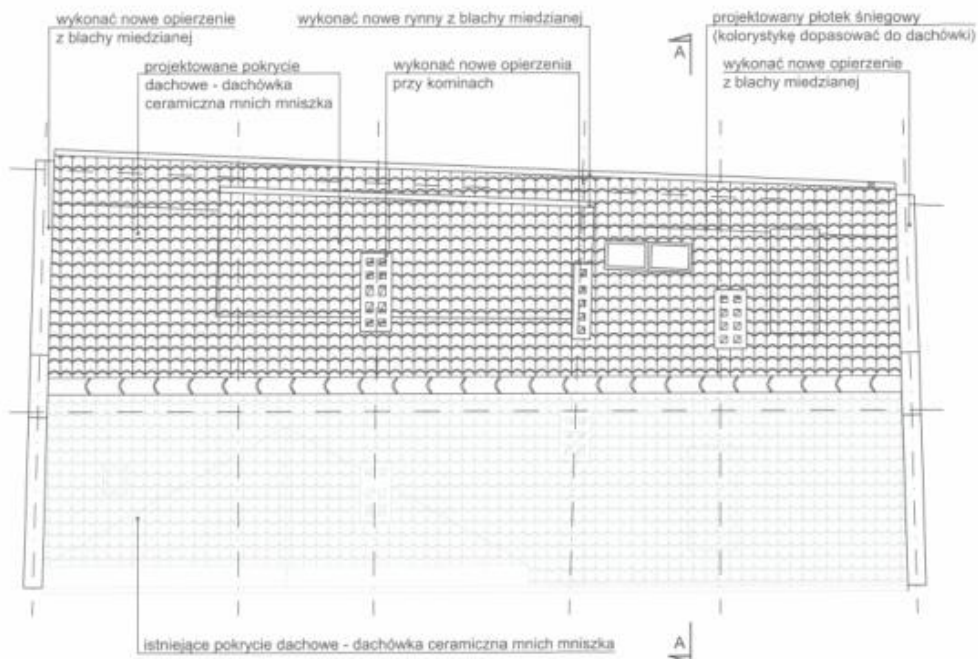 wykonać nowe opierzenie
z blachy miedzianej
wykonać nowe rynny z blachy miedzianej
projektowany płotek śniegowy
(kolorystykę dopasować do dachówki)
A
projektowane pokrycie
dachowe - dachówka
ceramiczna mnich mniszka
wykonać nowe opierzenia
przy kominach
wykonać nowe opierzenie
z blachy miedzianej
istniejące pokrycie dachowe - dachówka ceramiczna mnich mniszka
A